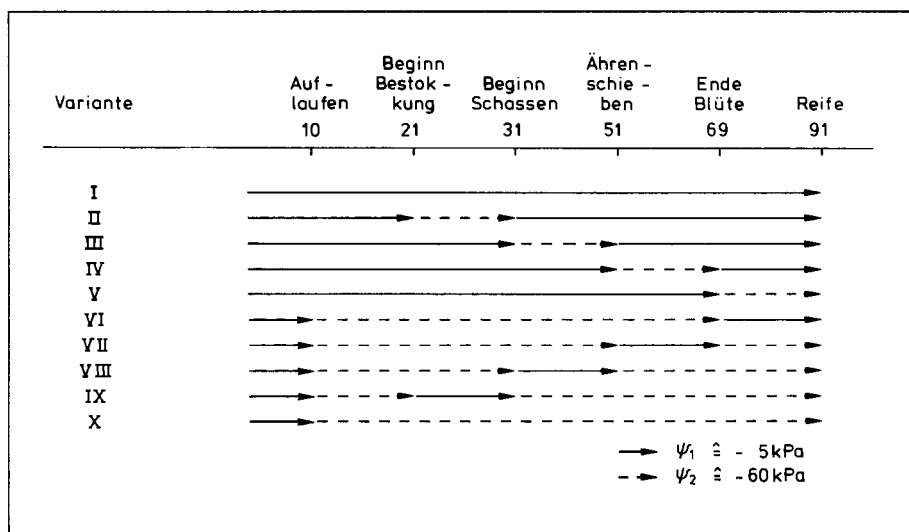 Ähren -
Beginn
Auf -
Bestok -
schie -
Ende
Variante
laufen
kung
Beginn
Schassen
ben
Blüte
Reife
10
21
31
51
69
91
I
II
III
IV
V
VI
VII
VIII
IX
X
ψ₁ ≙ - 5kPa
ψ₂ ≙ -60kPa